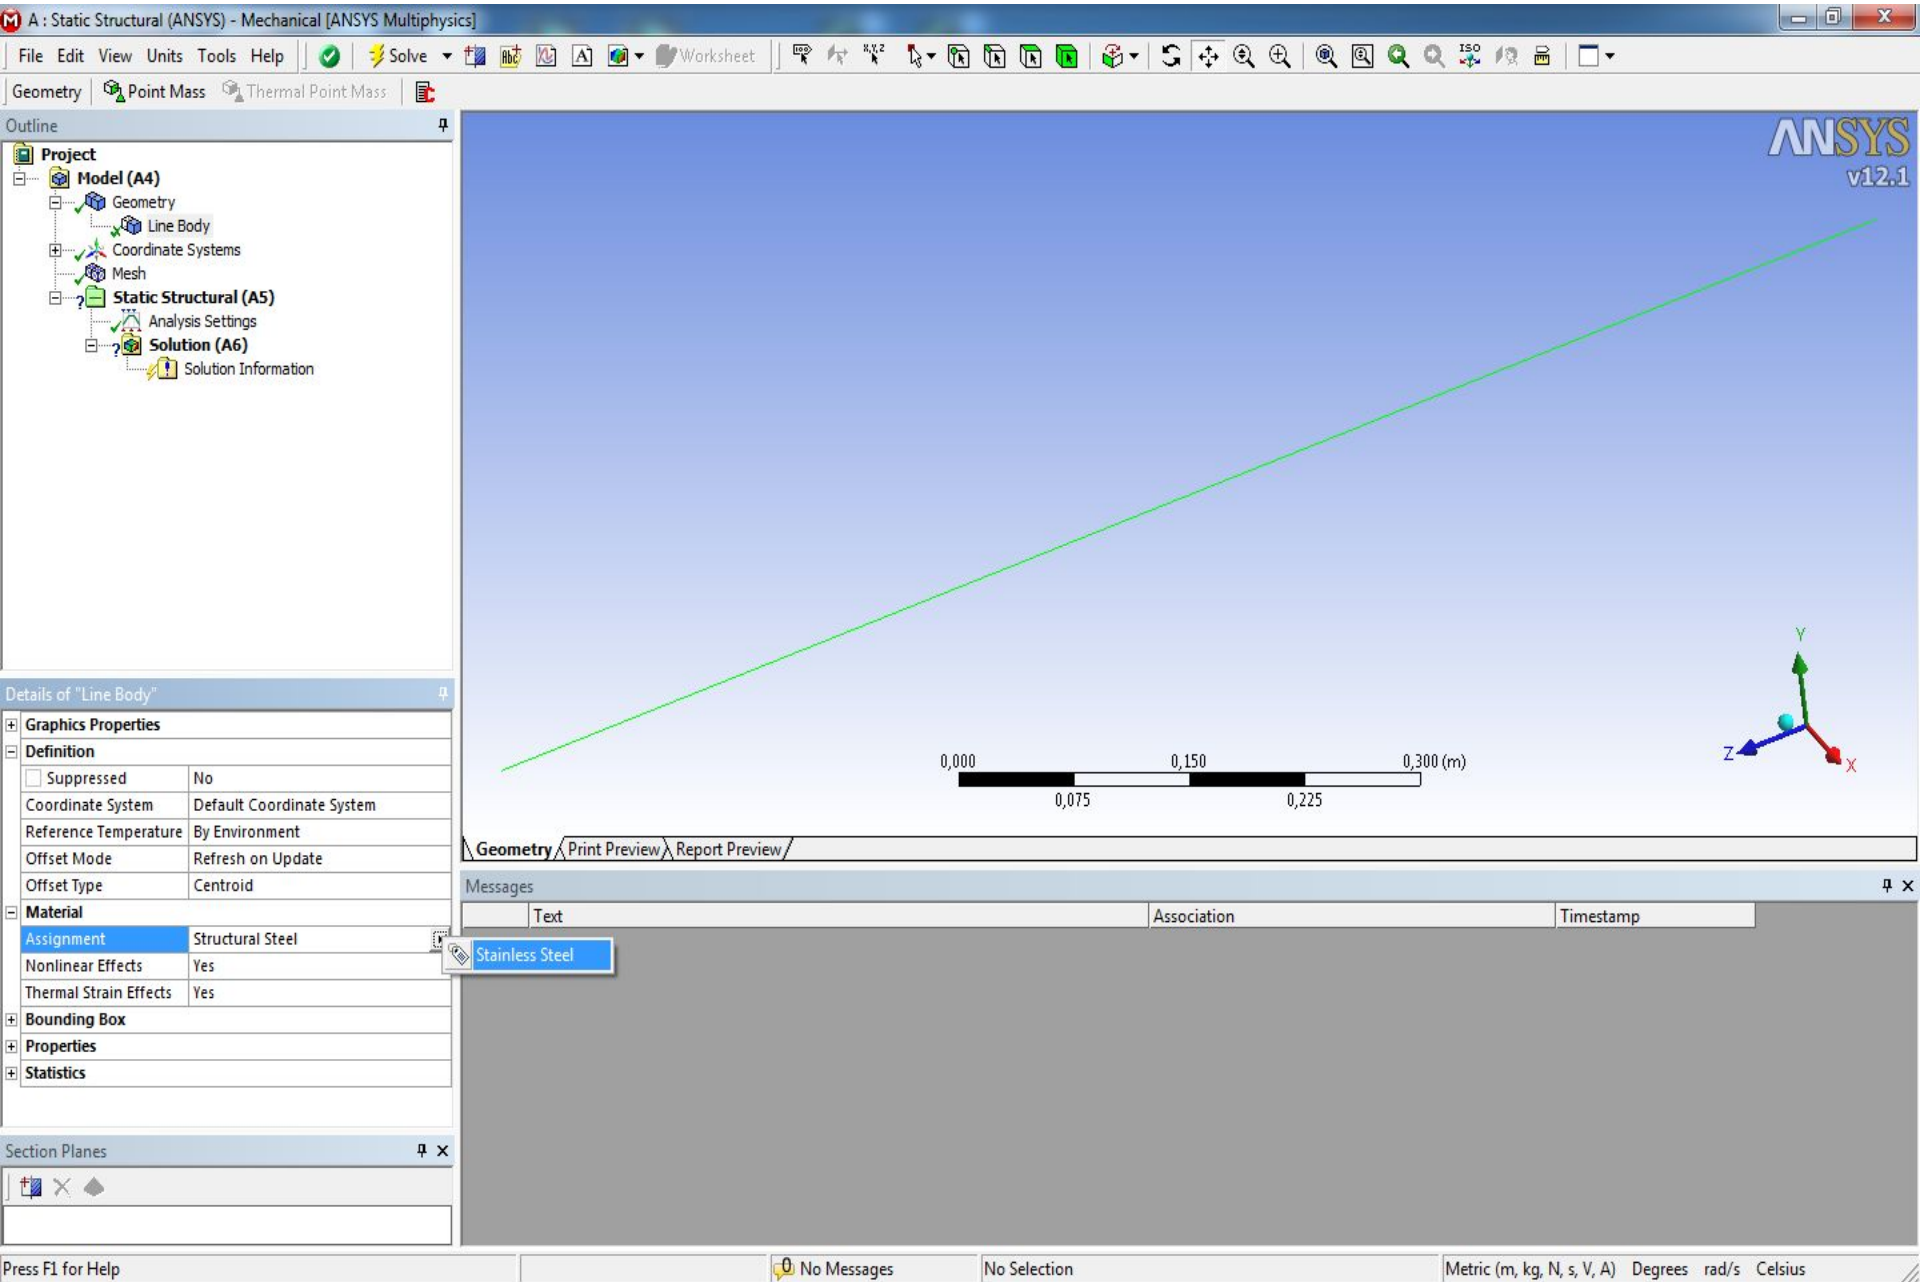 A : Static Structural (ANSYS) - Mechanical [ANSYS Multiphysics]
File Edit View Units Tools Help Solve Worksheet
Geometry Point Mass Thermal Point Mass
Outline
Project
Model (A4)
Geometry
Line Body
Coordinate Systems
Mesh
Static Structural (A5)
Analysis Settings
Solution (A6)
Solution Information
ANSYS
v12.1
Y
Z
X
0,000 0,150 0,300 (m)
0,075 0,225
Geometry Print Preview Report Preview
Details of "Line Body"
Graphics Properties
Definition
Suppressed No
Coordinate System Default Coordinate System
Reference Temperature By Environment
Offset Mode Refresh on Update
Offset Type Centroid
Material
Assignment Structural Steel
Stainless Steel
Nonlinear Effects Yes
Thermal Strain Effects Yes
Bounding Box
Properties
Statistics
Messages
Text Association Timestamp
Section Planes
Press F1 for Help 0 No Messages No Selection Metric (m, kg, N, s, V, A) Degrees rad/s Celsius